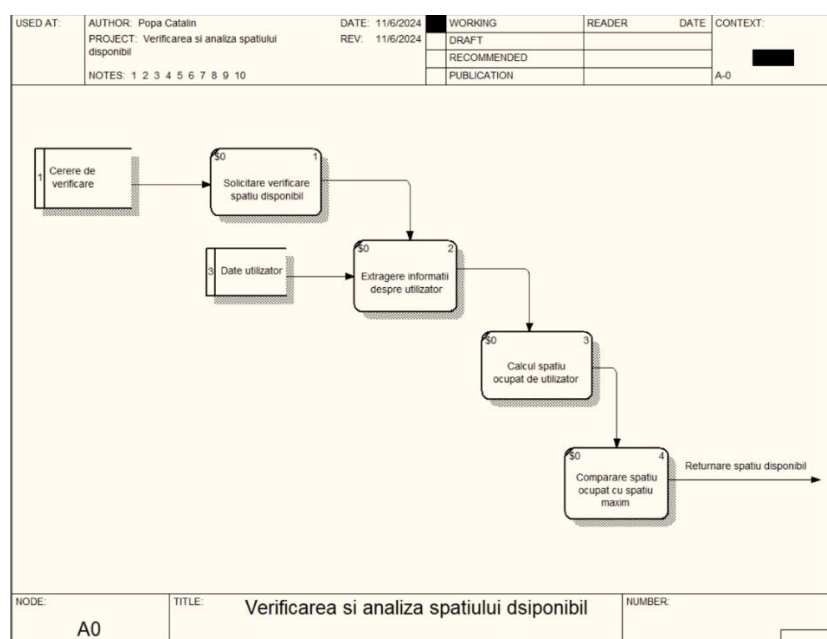 USED AT:
AUTHOR: Popa Catalin
DATE: 11/6/2024
WORKING
READER
DATE
CONTEXT:
PROJECT: Verificarea si analiza spatiului
disponibil
REV: 11/6/2024
DRAFT
RECOMMENDED
NOTES: 1 2 3 4 5 6 7 8 9 10
PUBLICATION
A-0
1
Cerere de
verificare
$0
1
Solicitare verificare
spatiu disponibil
3
Date utilizator
$0
2
Extragere informatii
despre utilizator
$0
3
Calcul spatiu
ocupat de utilizator
$0
4
Comparare spatiu
ocupat cu spatiu
maxim
Returnare spatiu disponibil
NODE:
A0
TITLE:
Verificarea si analiza spatiului dsiponibil
NUMBER: